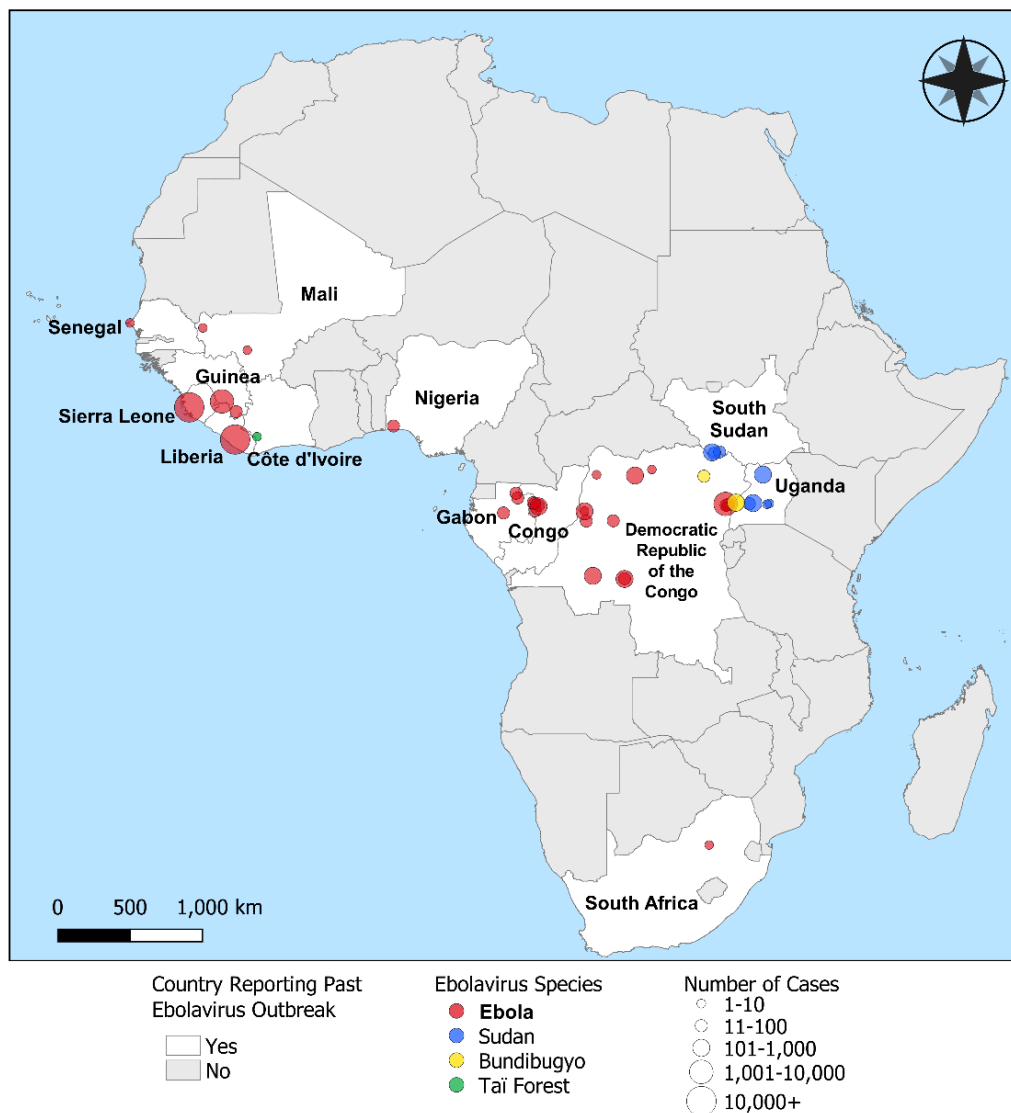 Mali
Senegal
Guinea
Sierra Leone
Liberia
Côte d'Ivoire
Nigeria
South
Sudan
Uganda
Gabon
Congo
Democratic
Republic
of the
Congo
South Africa
0 500 1,000 km
Country Reporting Past
Ebolavirus Outbreak
Yes
No
Ebolavirus Species
Ebola
Sudan
Bundibugyo
Taï Forest
Number of Cases
1-10
11-100
101-1,000
1,001-10,000
10,000+